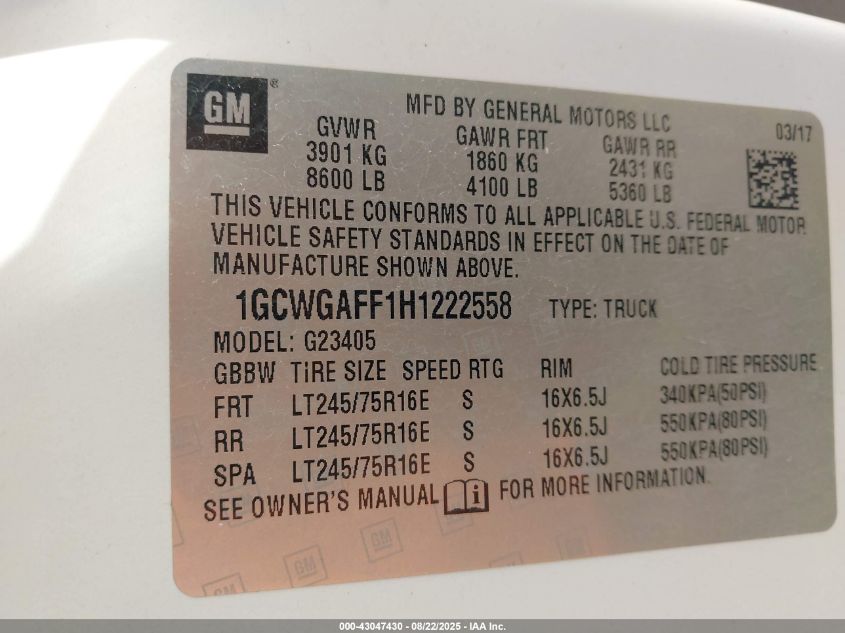 GM®
MFD BY GENERAL MOTORS LLC
03/17
GVWR GAWR FRT GAWR RR
3901 KG 1860 KG 2431 KG
8600 LB 4100 LB 5360 LB
THIS VEHICLE CONFORMS TO ALL APPLICABLE U.S. FEDERAL MOTOR
VEHICLE SAFETY STANDARDS IN EFFECT ON THE DATE OF
MANUFACTURE SHOWN ABOVE.
1GCWGAFF1H1222558 TYPE: TRUCK
MODEL: G23405
GBBW TIRE SIZE SPEED RTG RIM COLD TIRE PRESSURE
FRT LT245/75R16E S 16X6.5J 340KPA(50PSI)
RR LT245/75R16E S 16X6.5J 550KPA(80PSI)
SPA LT245/75R16E S 16X6.5J 550KPA(80PSI)
SEE OWNER'S MANUAL i FOR MORE INFORMATION.
GM GM GM
000-43047430 - 08/22/2025 - IAA Inc.